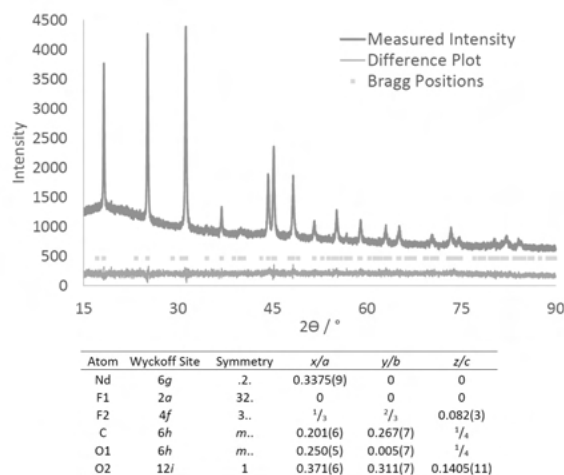 4500
4000
3500
3000
2500
2000
1500
1000
500
0
Intensity
Measured Intensity
Difference Plot
Bragg Positions
15 30 45 60 75 90
2Θ / °
Atom Wyckoff Site Symmetry x/a y/b z/c
Nd 6g .2. 0.3375(9) 0 0
F1 2a 32. 0 0 0
F2 4f 3.. 1/3 2/3 0.082(3)
C 6h m.. 0.201(6) 0.267(7) 1/4
O1 6h m.. 0.250(5) 0.005(7) 1/4
O2 12i 1 0.371(6) 0.311(7) 0.1405(11)